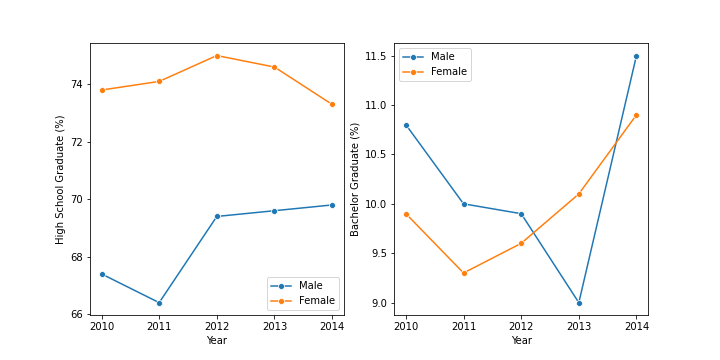 High School Graduate (%)
74
72
70
68
66
2010 2011 2012 2013 2014
Year
Male
Female
Bachelor Graduate (%)
11.5
11.0
10.5
10.0
9.5
9.0
2010 2011 2012 2013 2014
Year
Male
Female